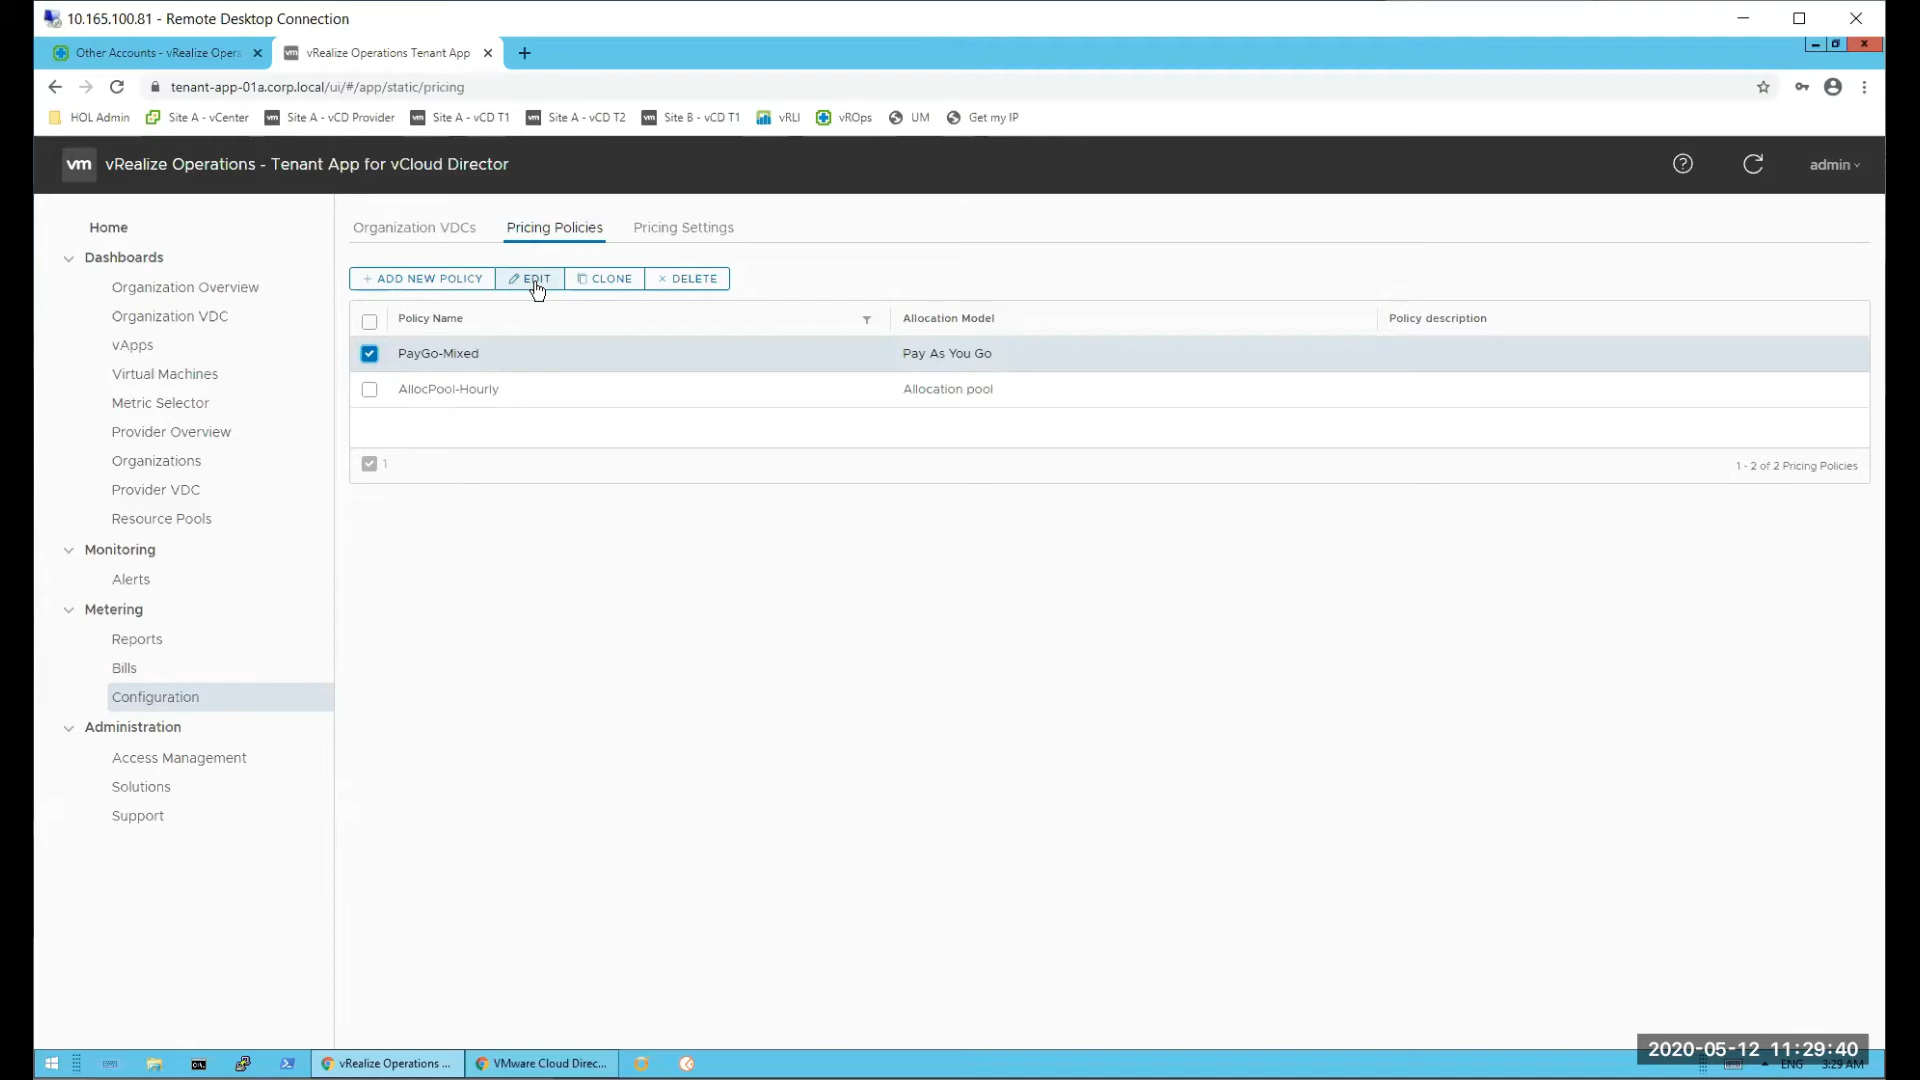 10.165.100.81 - Remote Desktop Connection
Other Accounts - vRealize Opera
vRealize Operations Tenant App
tenant-app-01a.corp.local/ui/#/app/static/pricing
HOL Admin
Site A - vCenter
Site A - vCD Provider
Site A - vCD T1
Site A - vCD T2
Site B - vCD T1
vRLI
vROps
UM
Get my IP
vm vRealize Operations - Tenant App for vCloud Director
admin
Home
Dashboards
Organization Overview
Organization VDC
vApps
Virtual Machines
Metric Selector
Provider Overview
Organizations
Provider VDC
Resource Pools
Monitoring
Alerts
Metering
Reports
Bills
Configuration
Administration
Access Management
Solutions
Support
Organization VDCs Pricing Policies Pricing Settings
+ ADD NEW POLICY EDIT CLONE × DELETE
Policy Name Allocation Model Policy description
PayGo-Mixed Pay As You Go
AllocPool-Hourly Allocation pool
1 1 - 2 of 2 Pricing Policies
vRealize Operations ...
VMware Cloud Direc...
2020-05-12 11:29:40
ENG 3:29 AM